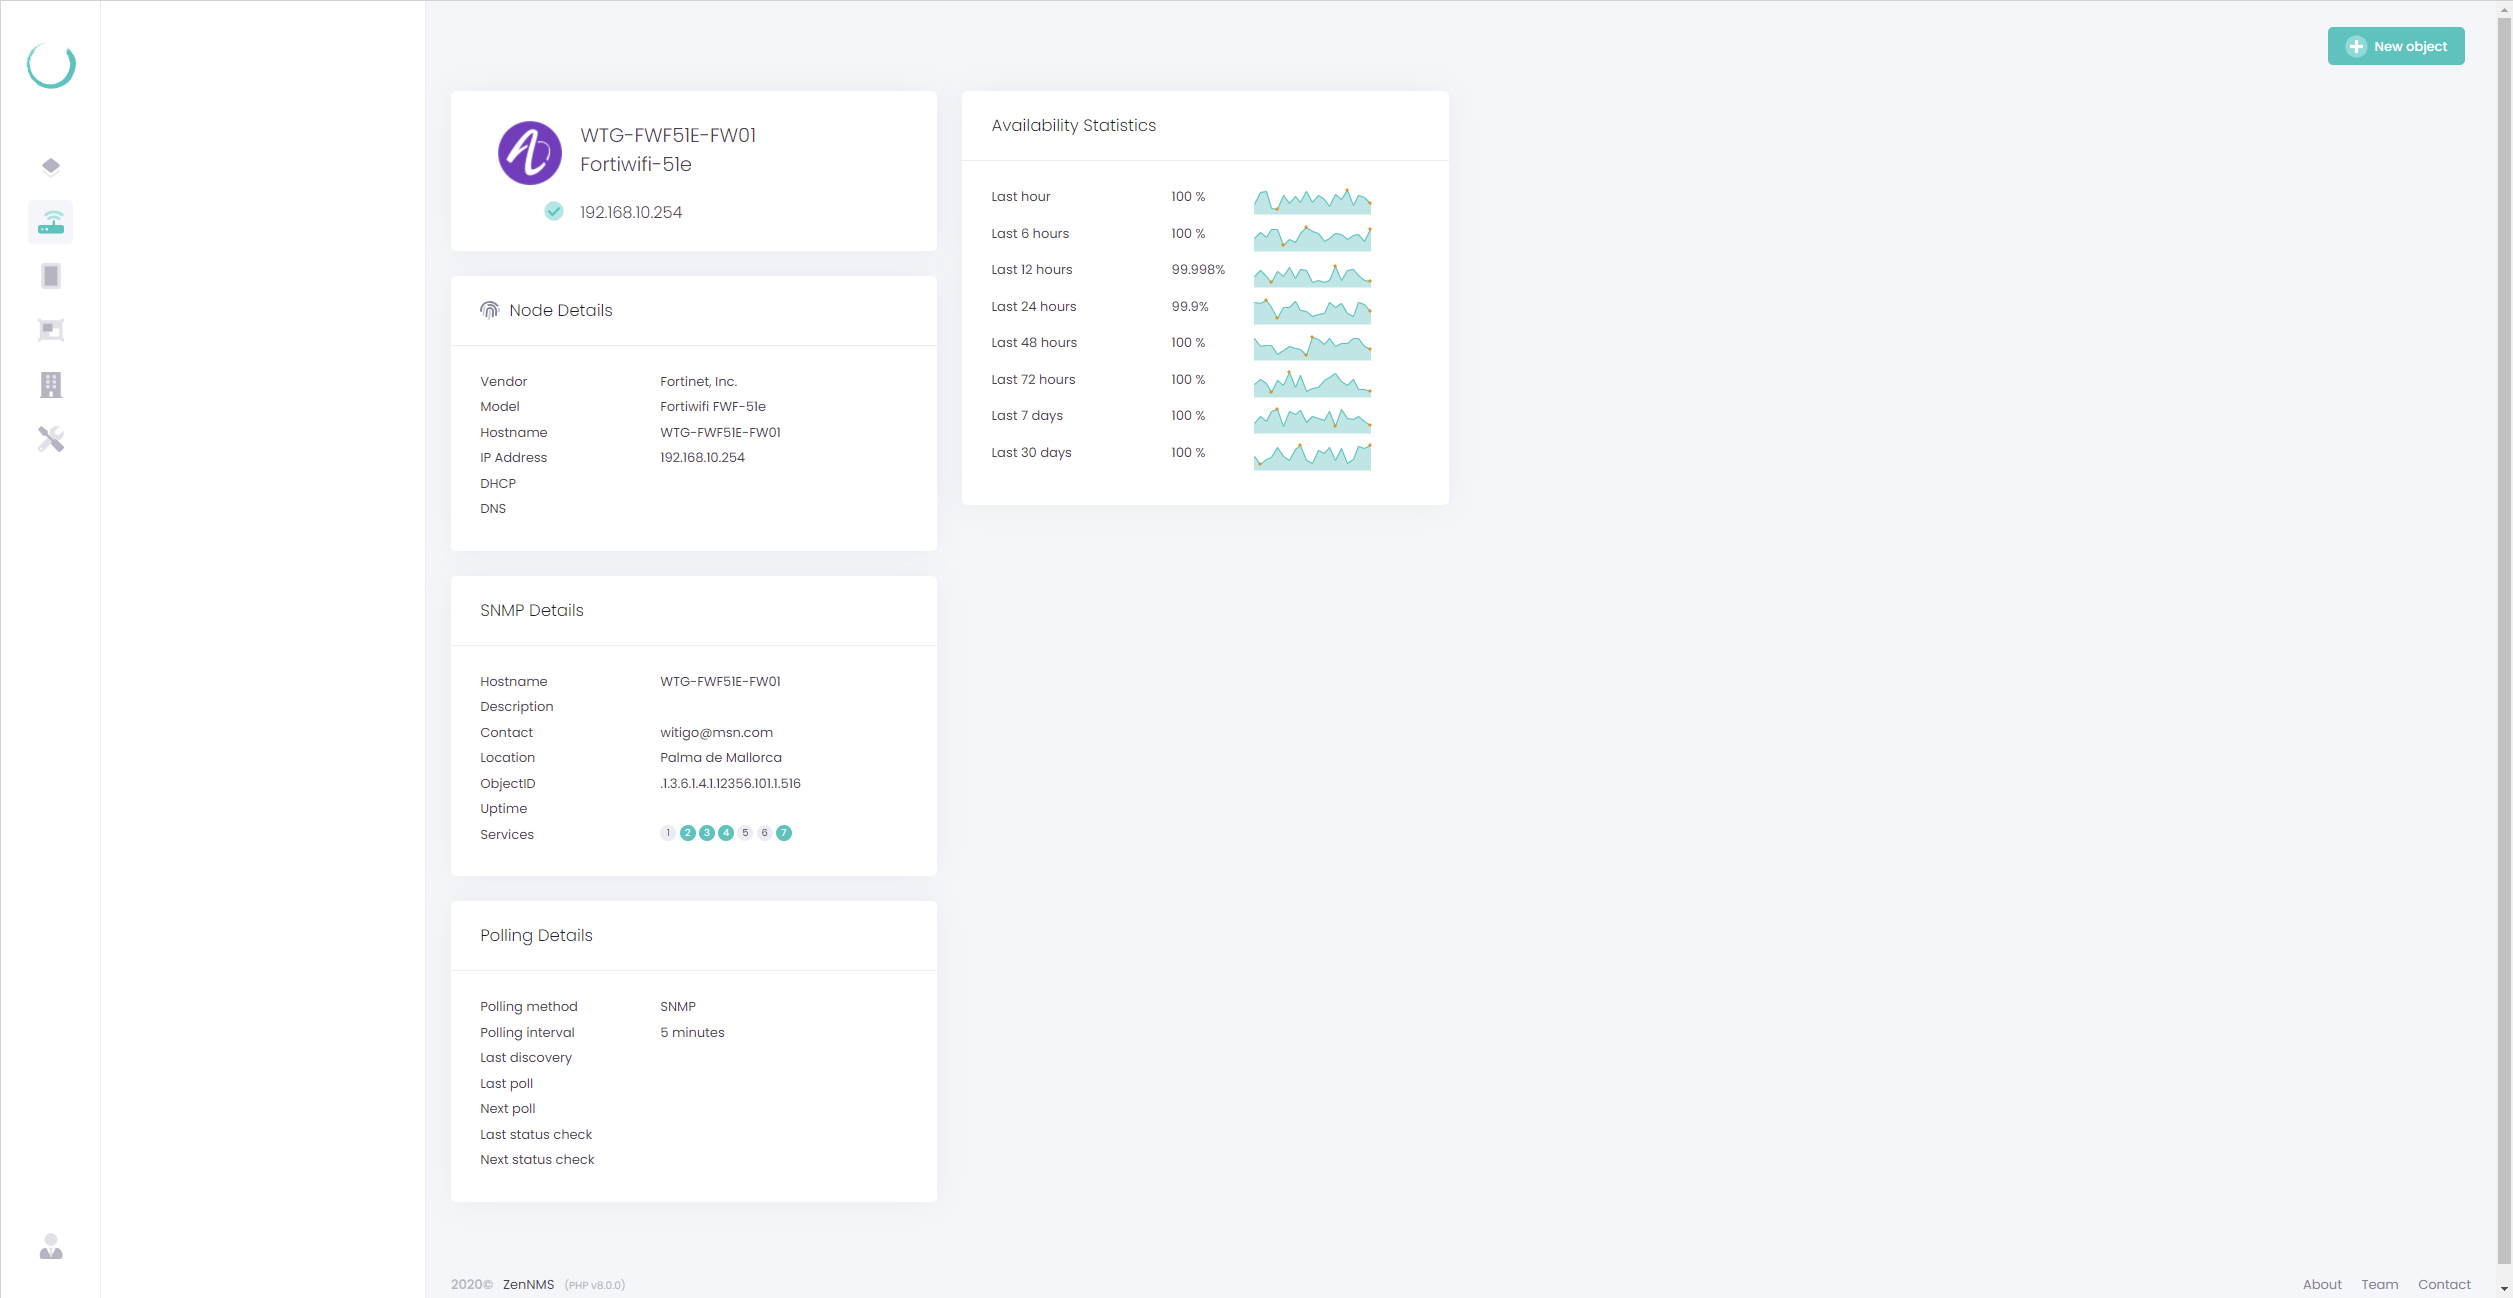 New object
WTG-FWF51E-FW01
Fortiwifi-51e
192.168.10.254
Node Details
Vendor Fortinet, Inc.
Model Fortiwifi FWF-51e
Hostname WTG-FWF51E-FW01
IP Address 192.168.10.254
DHCP
DNS
SNMP Details
Hostname WTG-FWF51E-FW01
Description
Contact witigo@msn.com
Location Palma de Mallorca
ObjectID .1.3.6.1.4.1.12356.101.1.516
Uptime
Services 1 2 3 4 5 6 7
Polling Details
Polling method SNMP
Polling interval 5 minutes
Last discovery
Last poll
Next poll
Last status check
Next status check
Availability Statistics
Last hour 100 %
Last 6 hours 100 %
Last 12 hours 99.998%
Last 24 hours 99.9%
Last 48 hours 100 %
Last 72 hours 100 %
Last 7 days 100 %
Last 30 days 100 %
2020© ZenNMS (PHP v8.0.0)
About Team Contact